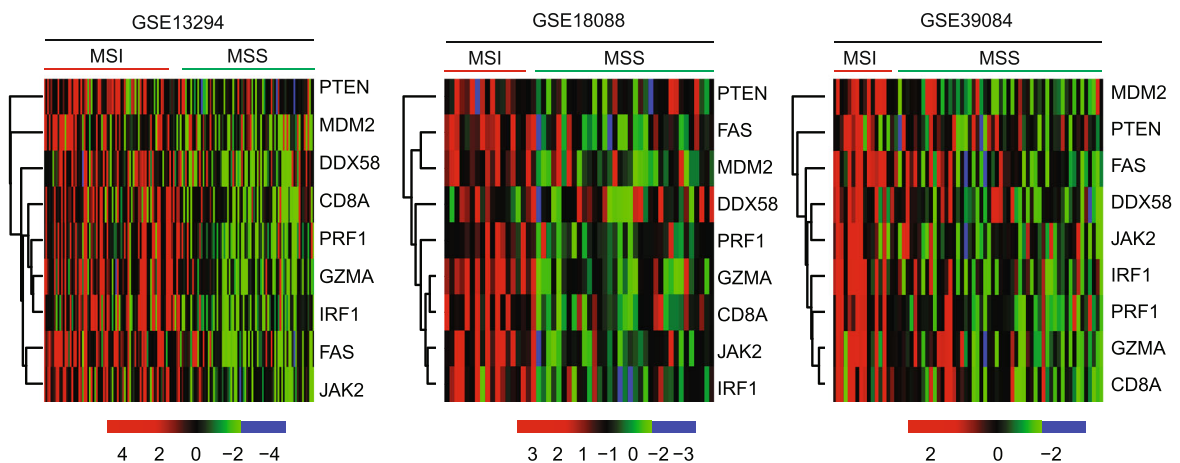 GSE13294
MSI MSS
PTEN
MDM2
DDX58
CD8A
PRF1
GZMA
IRF1
FAS
JAK2
4 2 0 −2 −4
GSE18088
MSI MSS
PTEN
FAS
MDM2
DDX58
PRF1
GZMA
CD8A
JAK2
IRF1
3 2 1 −1 0 −2 −3
GSE39084
MSI MSS
MDM2
PTEN
FAS
DDX58
JAK2
IRF1
PRF1
GZMA
CD8A
2 0 −2